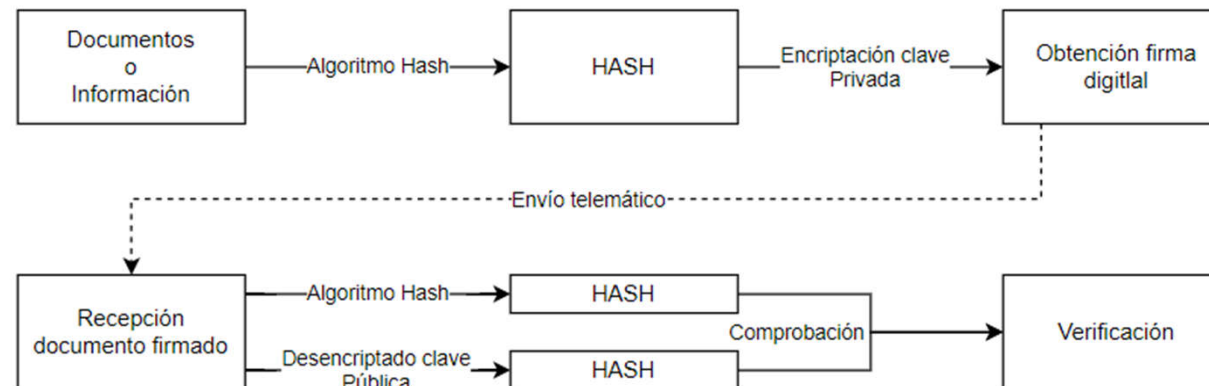 Documentos
o
Información
Algoritmo Hash
HASH
Encriptación clave
Privada
Obtención firma
digitlal
Envío telemático
Recepción
documento firmado
Algoritmo Hash
HASH
Desencriptado clave
Pública
HASH
Comprobación
Verificación